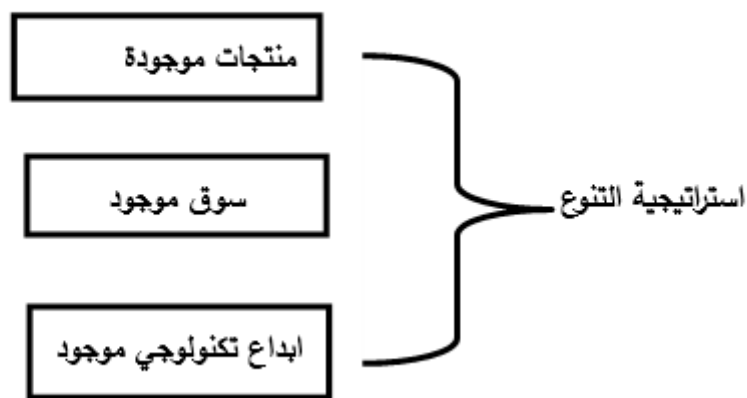 منتجات موجودة
سوق موجود
استراتيجية التنوع
ابداع تكنولوجي موجود